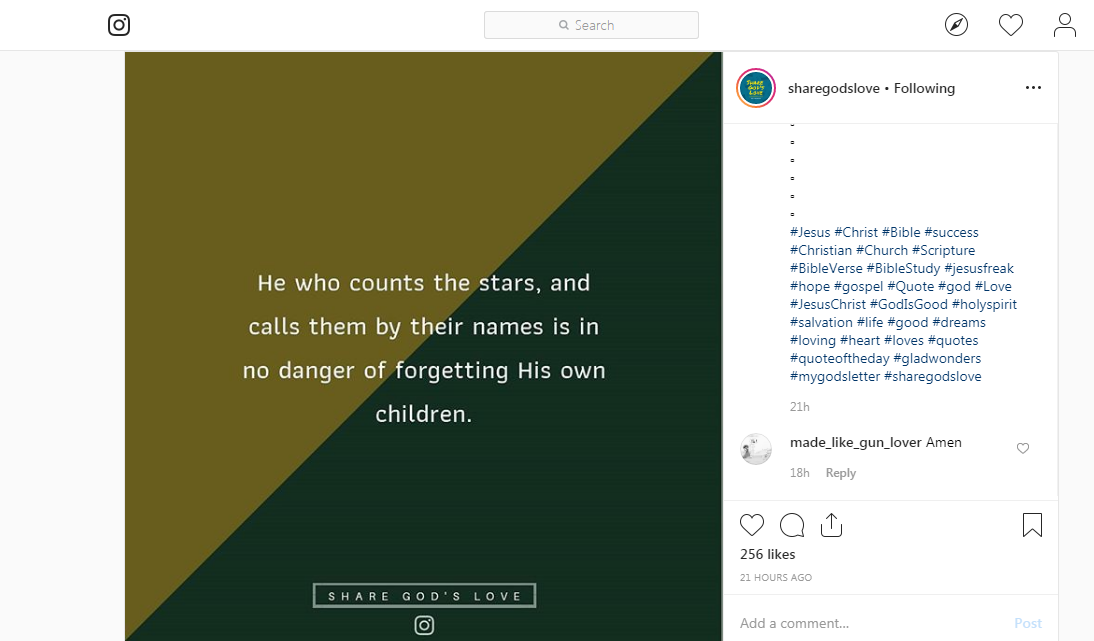 Search
He who counts the stars, and
calls them by their names is in
no danger of forgetting His own
children.
SHARE GOD'S LOVE
SHARE
GOD'S
LOVE
sharegodslove • Following
#Jesus #Christ #Bible #success
#Christian #Church #Scripture
#BibleVerse #BibleStudy #jesusfreak
#hope #gospel #Quote #god #Love
#JesusChrist #GodIsGood #holyspirit
#salvation #life #good #dreams
#loving #heart #loves #quotes
#quoteoftheday #gladwonders
#mygodsletter #sharegodslove
21h
made_like_gun_lover Amen
18h Reply
256 likes
21 HOURS AGO
Add a comment... Post